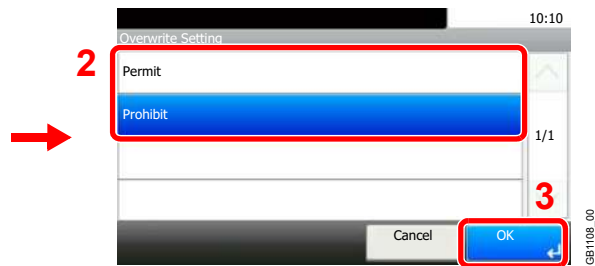 10:10
Overwrite Setting
2
Permit
Prohibit
1/1
3
Cancel
OK
GB1108_00